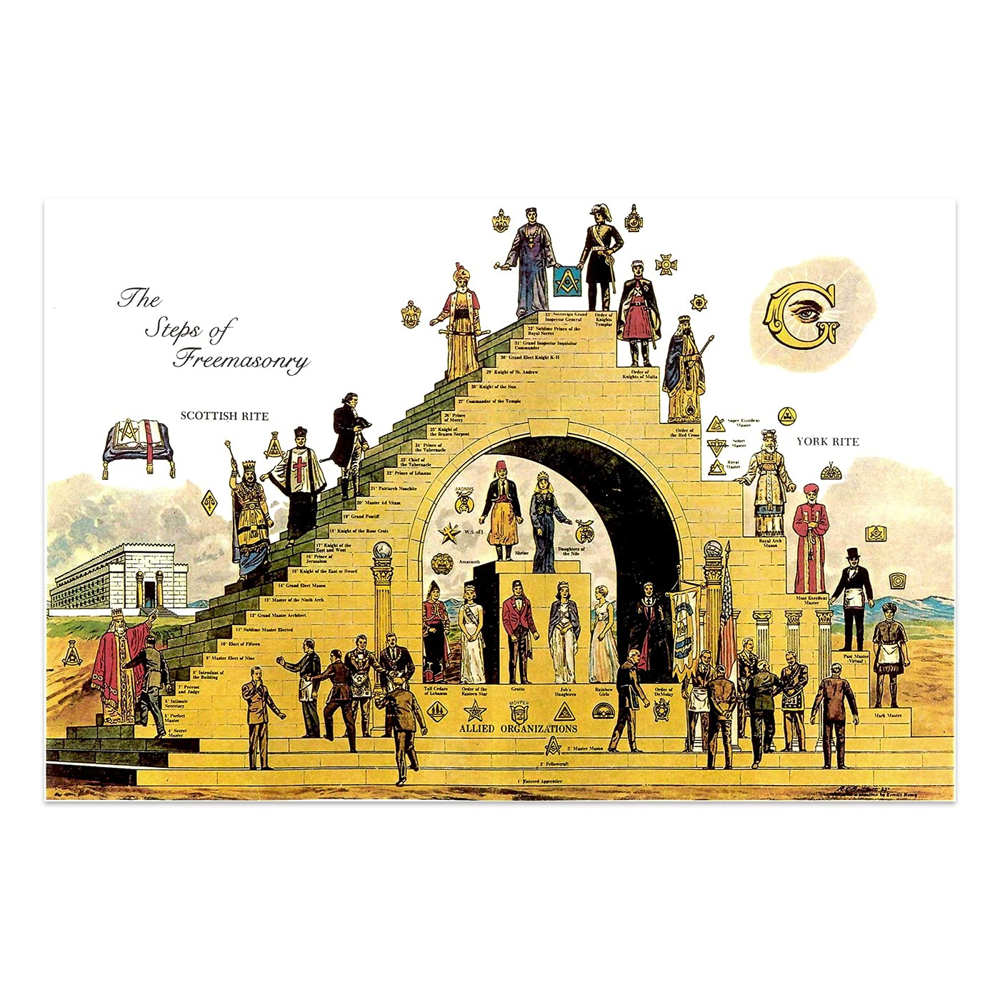 The
Steps of
Freemasonry
SCOTTISH RITE
YORK RITE
33° Sovereign Grand
Inspector General
Order of
Knights
Templar
32° Sublime Prince of the
Royal Secret
31° Grand Inspector Inquisitor
Commander
30° Grand Elect Knight K-H
29° Knight of St. Andrew
28° Knight of the Sun
27° Commander of the Temple
26° Prince
of Mercy
25° Knight of
the Brazen Serpent
24° Prince of
the Tabernacle
23° Chief of
the Tabernacle
22° Prince of Libanus
21° Patriarch Noachite
20° Master Ad Vitam
19° Grand Pontiff
18° Knight of the Rose Croix
17° Knight of the
East and West
16° Prince of
Jerusalem
15° Knight of the East or Sword
14° Grand Elect Mason
13° Master of the Ninth Arch
12° Grand Master Architect
11° Sublime Master Elected
10° Elect of Fifteen
9° Master Elect of Nine
8° Intendant of
the Building
7° Provost
and Judge
6° Intimate
Secretary
5° Perfect
Master
4° Secret
Master
Order of
Knights of Malta
Order of
the Red Cross
Super Excellent
Master
Select
Master
Royal
Master
Royal Arch
Mason
Most Excellent
Master
Past Master
(Virtual)
Mark Master
G
AAONMS
W.S. of J.
Amaranth
Shrine
Daughters of
the Nile
Tall Cedars
of Lebanon
Order of the
Eastern Star
Grotto
Job's
Daughters
Rainbow
Girls
Order of
DeMolay
MOVPER
ALLIED ORGANIZATIONS
3° Master Mason
2° Fellowcraft
1° Entered Apprentice
painting by Everett Henry